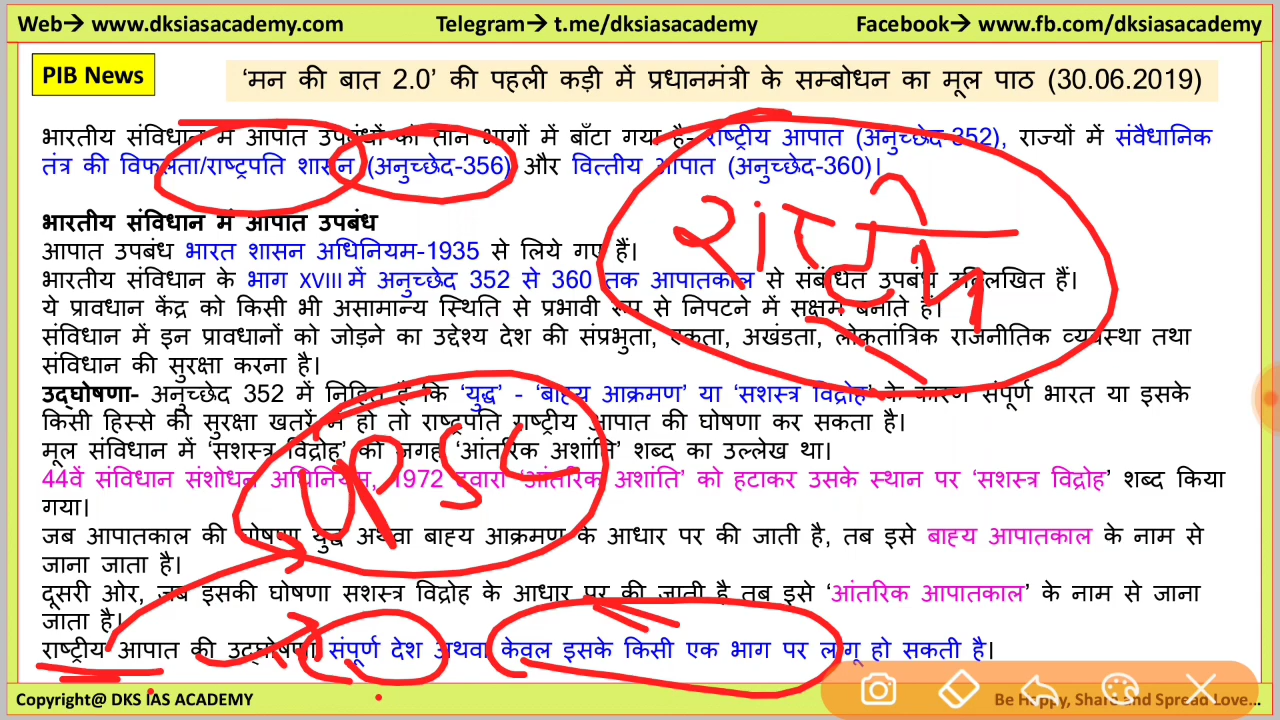 Web→ www.dksiasacademy.com Telegram→ t.me/dksiasacademy Facebook→ www.fb.com/dksiasacademy
PIB News
‘मन की बात 2.0’ की पहली कड़ी में प्रधानमंत्री के सम्बोधन का मूल पाठ (30.06.2019)
भारतीय संविधान में आपात उपबंधों को तीन भागों में बाँटा गया है- राष्ट्रीय आपात (अनुच्छेद-352), राज्यों में संवैधानिक
तंत्र की विफलता/राष्ट्रपति शासन (अनुच्छेद-356) और वित्तीय आपात (अनुच्छेद-360)।
भारतीय संविधान में आपात उपबंध
आपात उपबंध भारत शासन अधिनियम-1935 से लिये गए हैं।
भारतीय संविधान के भाग XVIII में अनुच्छेद 352 से 360 तक आपातकाल से संबंधित उपबंध उल्लिखित हैं।
ये प्रावधान केंद्र को किसी भी असामान्य स्थिति से प्रभावी रूप से निपटने में सक्षम बनाते हैं।
संविधान में इन प्रावधानों को जोड़ने का उद्देश्य देश की संप्रभुता, एकता, अखंडता, लोकतांत्रिक राजनीतिक व्यवस्था तथा
संविधान की सुरक्षा करना है।
उद्घोषणा- अनुच्छेद 352 में निहित है कि ‘युद्ध’ - ‘बाह्य आक्रमण’ या ‘सशस्त्र विद्रोह’ के कारण संपूर्ण भारत या इसके
किसी हिस्से की सुरक्षा खतरे में हो तो राष्ट्रपति राष्ट्रीय आपात की घोषणा कर सकता है।
मूल संविधान में ‘सशस्त्र विद्रोह’ की जगह ‘आंतरिक अशांति’ शब्द का उल्लेख था।
44वें संविधान संशोधन अधिनियम, 1972 द्वारा ‘आंतरिक अशांति’ को हटाकर उसके स्थान पर ‘सशस्त्र विद्रोह’ शब्द किया
गया।
जब आपातकाल की घोषणा युद्ध अथवा बाह्य आक्रमण के आधार पर की जाती है, तब इसे बाह्य आपातकाल के नाम से
जाना जाता है।
दूसरी ओर, जब इसकी घोषणा सशस्त्र विद्रोह के आधार पर की जाती है तब इसे ‘आंतरिक आपातकाल’ के नाम से जाना
जाता है।
राष्ट्रीय आपात की उद्घोषणा संपूर्ण देश अथवा केवल इसके किसी एक भाग पर लागू हो सकती है।
Copyright@ DKS IAS ACADEMY Be Happy, Share and Spread Love...